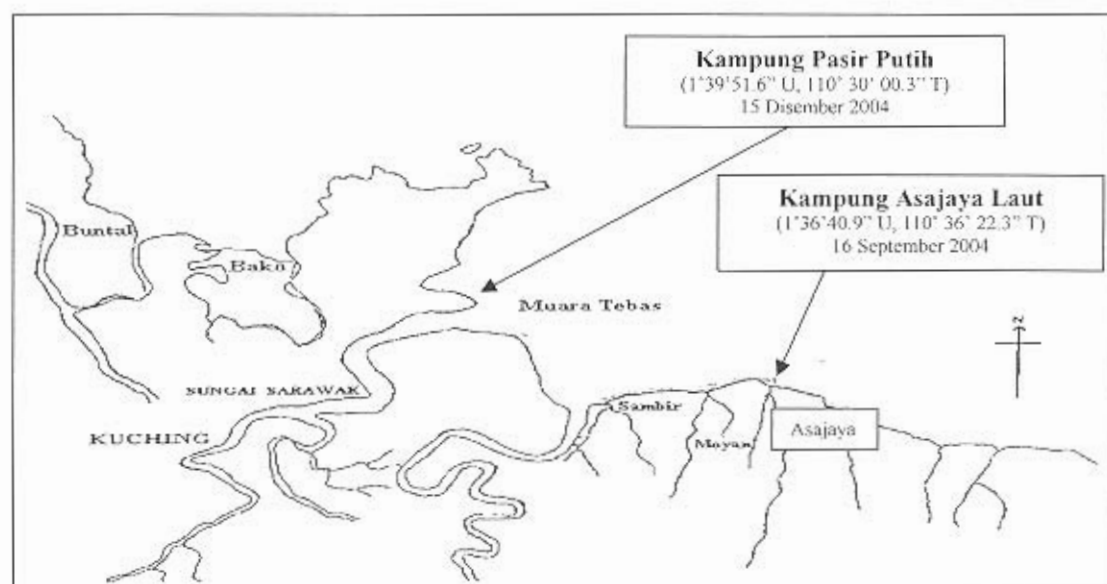 Kampung Pasir Putih
(1°39'51.6" U, 110° 30' 00.3" T)
15 Disember 2004
Kampung Asajaya Laut
(1°36'40.9" U, 110° 36' 22.3" T)
16 September 2004
Buntal
Bako
Muara Tebas
z
SUNGAI SARAWAK
Sambir
KUCHING
Moyan
Asajaya